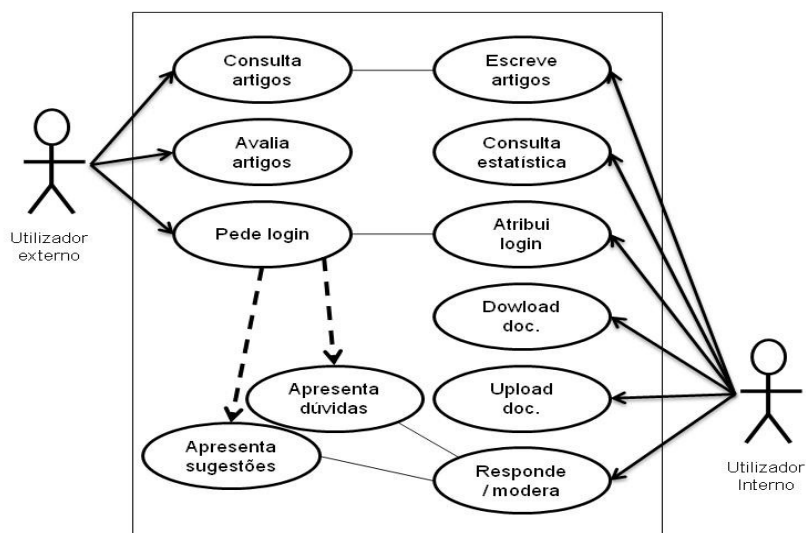 Consulta
artigos
Escreve
artigos
Avalia
artigos
Consulta
estatística
Utilizador
externo
Pede login
Atribui
login
Dowload
doc.
Apresenta
dúvidas
Upload
doc.
Apresenta
sugestões
Responde
/ modera
Utilizador
Interno